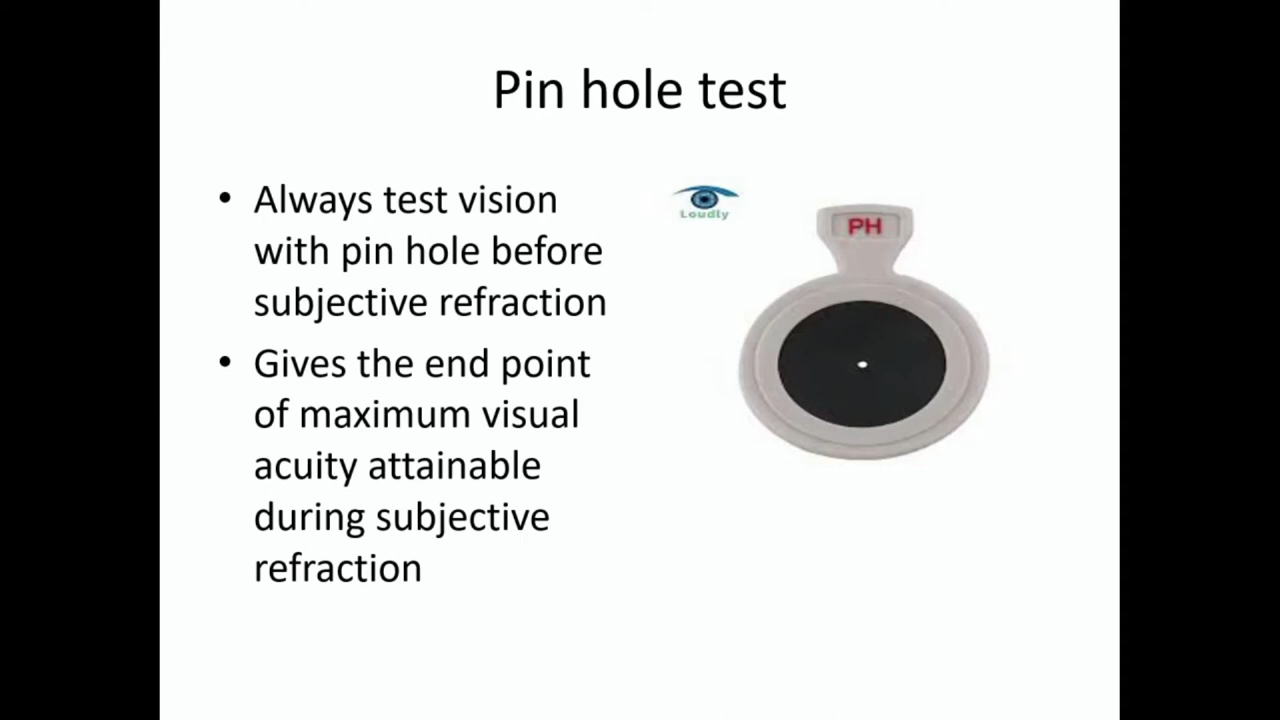 Pin hole test
• Always test vision
with pin hole before
subjective refraction
• Gives the end point
of maximum visual
acuity attainable
during subjective
refraction
Loudly
PH